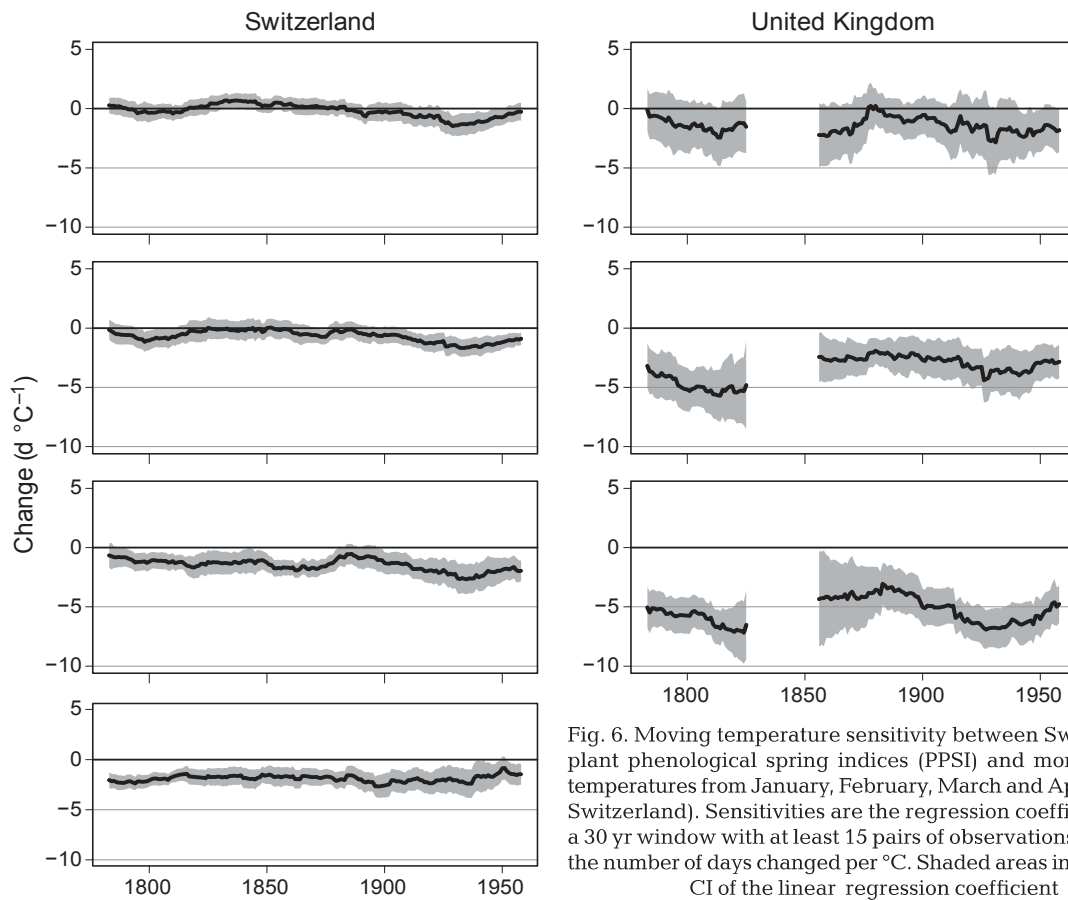 Switzerland
United Kingdom
5
0
−5
−10
5
0
−5
−10
5
0
−5
−10
5
0
−5
−10
Change (d °C−1)
1800 1850 1900 1950
5
0
−5
−10
5
0
−5
−10
5
0
−5
−10
1800 1850 1900 1950
Fig. 6. Moving temperature sensitivity between Sw
plant phenological spring indices (PPSI) and mon
temperatures from January, February, March and Ap
Switzerland). Sensitivities are the regression coeffi
a 30 yr window with at least 15 pairs of observations
the number of days changed per °C. Shaded areas in
CI of the linear regression coefficient